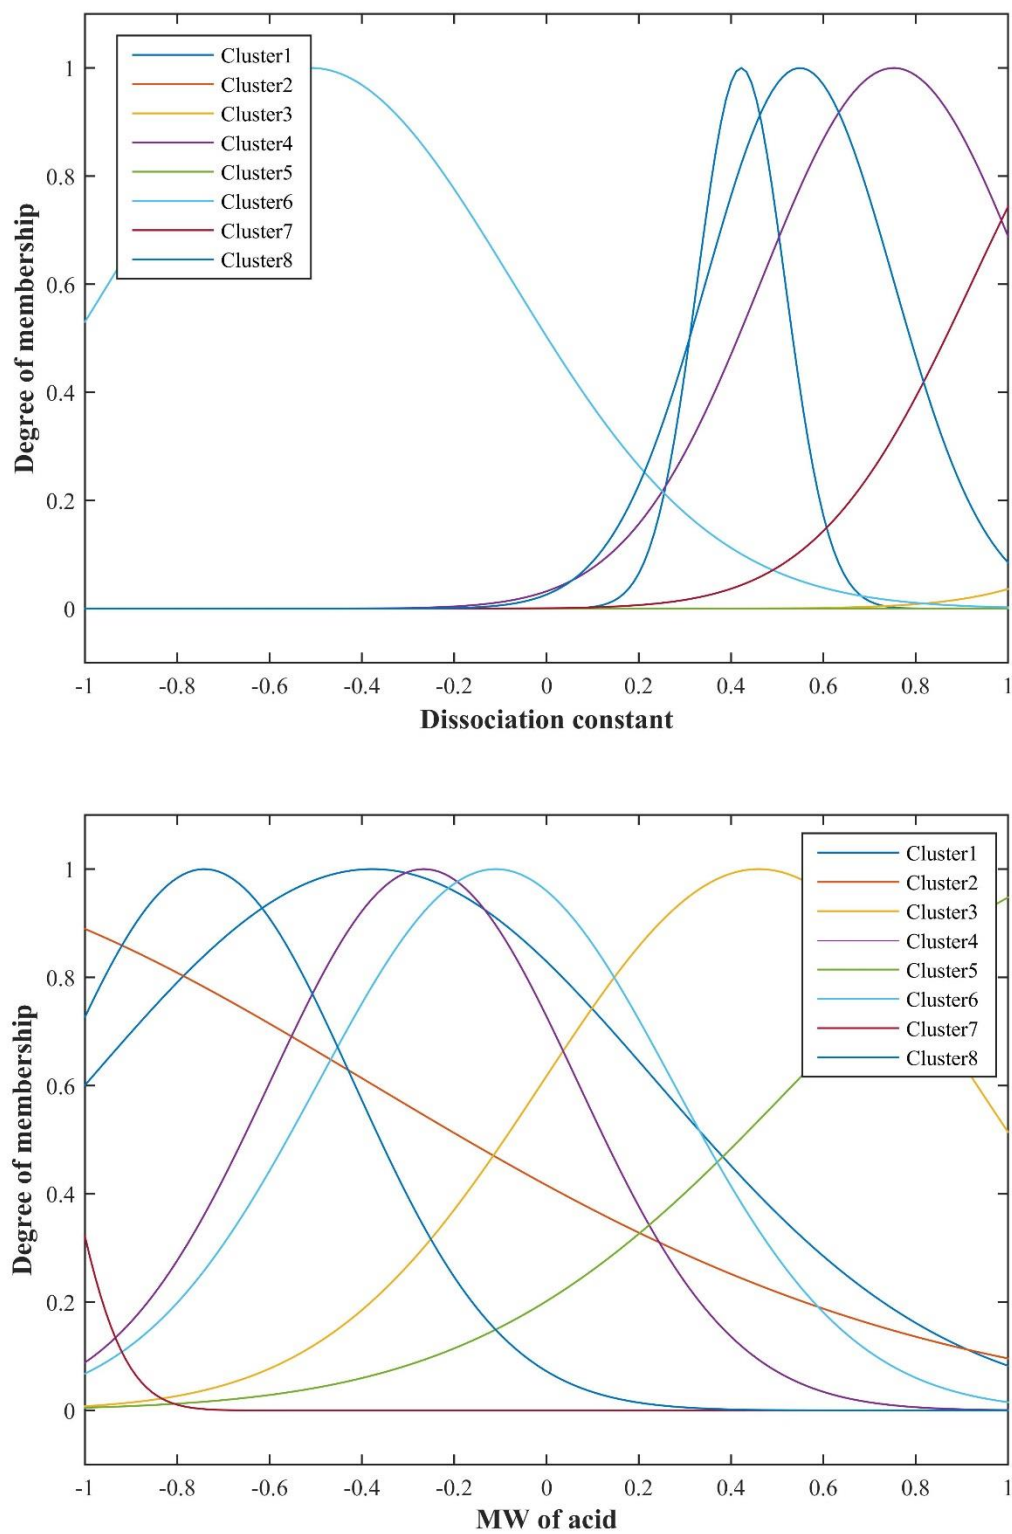 Cluster1
Cluster2
Cluster3
Cluster4
Cluster5
Cluster6
Cluster7
Cluster8
1
0.8
0.6
0.4
0.2
0
Degree of membership
-1 -0.8 -0.6 -0.4 -0.2 0 0.2 0.4 0.6 0.8 1
Dissociation constant
Cluster1
Cluster2
Cluster3
Cluster4
Cluster5
Cluster6
Cluster7
Cluster8
1
0.8
0.6
0.4
0.2
0
Degree of membership
-1 -0.8 -0.6 -0.4 -0.2 0 0.2 0.4 0.6 0.8 1
MW of acid